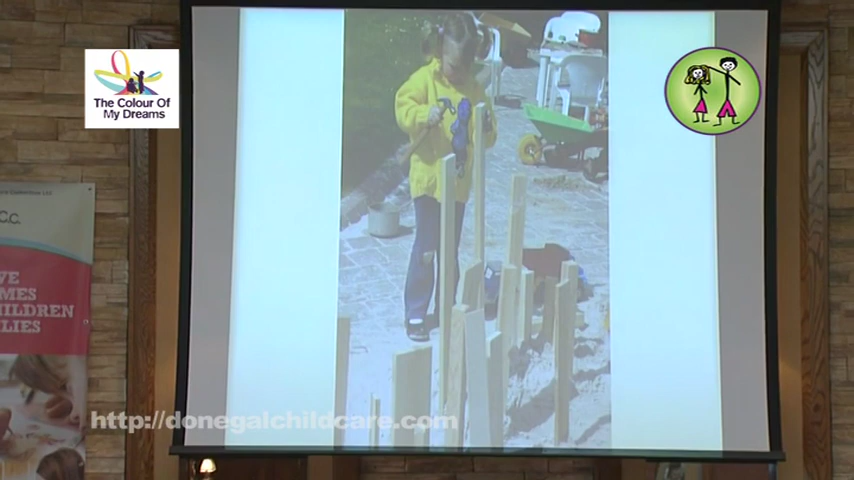 The Colour Of
My Dreams
C.C.
VE
MES
HILDREN
LIES
http://donegalchildcare.com